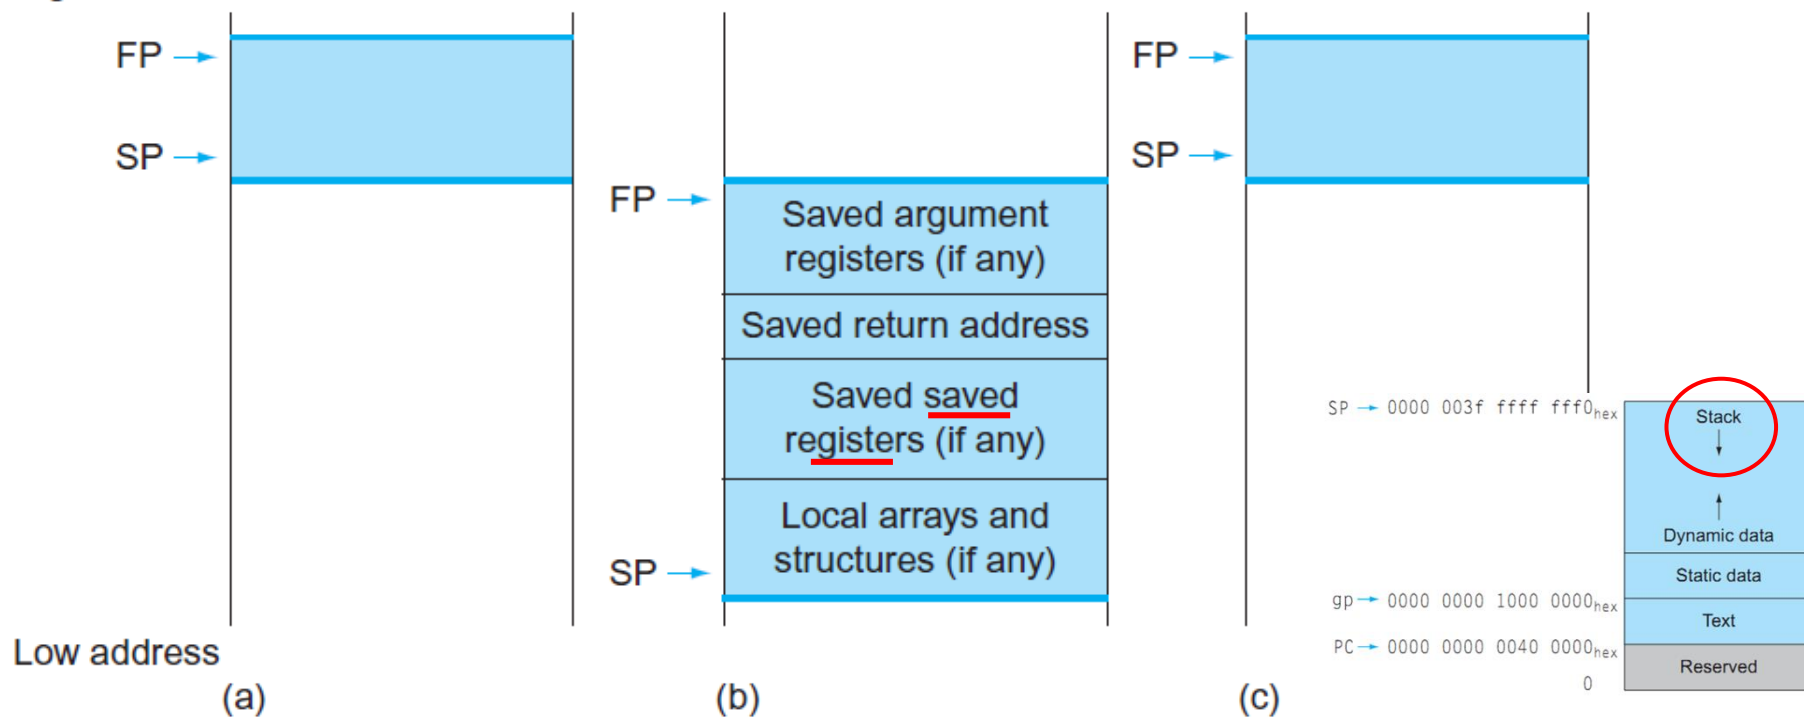 FP
SP
(a)
FP
Saved argument
registers (if any)
Saved return address
Saved saved
registers (if any)
Local arrays and
structures (if any)
SP
(b)
FP
SP
(c)
Low address
SP 0000 003f ffff fff0hex
Stack
Dynamic data
Static data
gp 0000 0000 1000 0000hex
Text
PC 0000 0000 0040 0000hex
Reserved
0